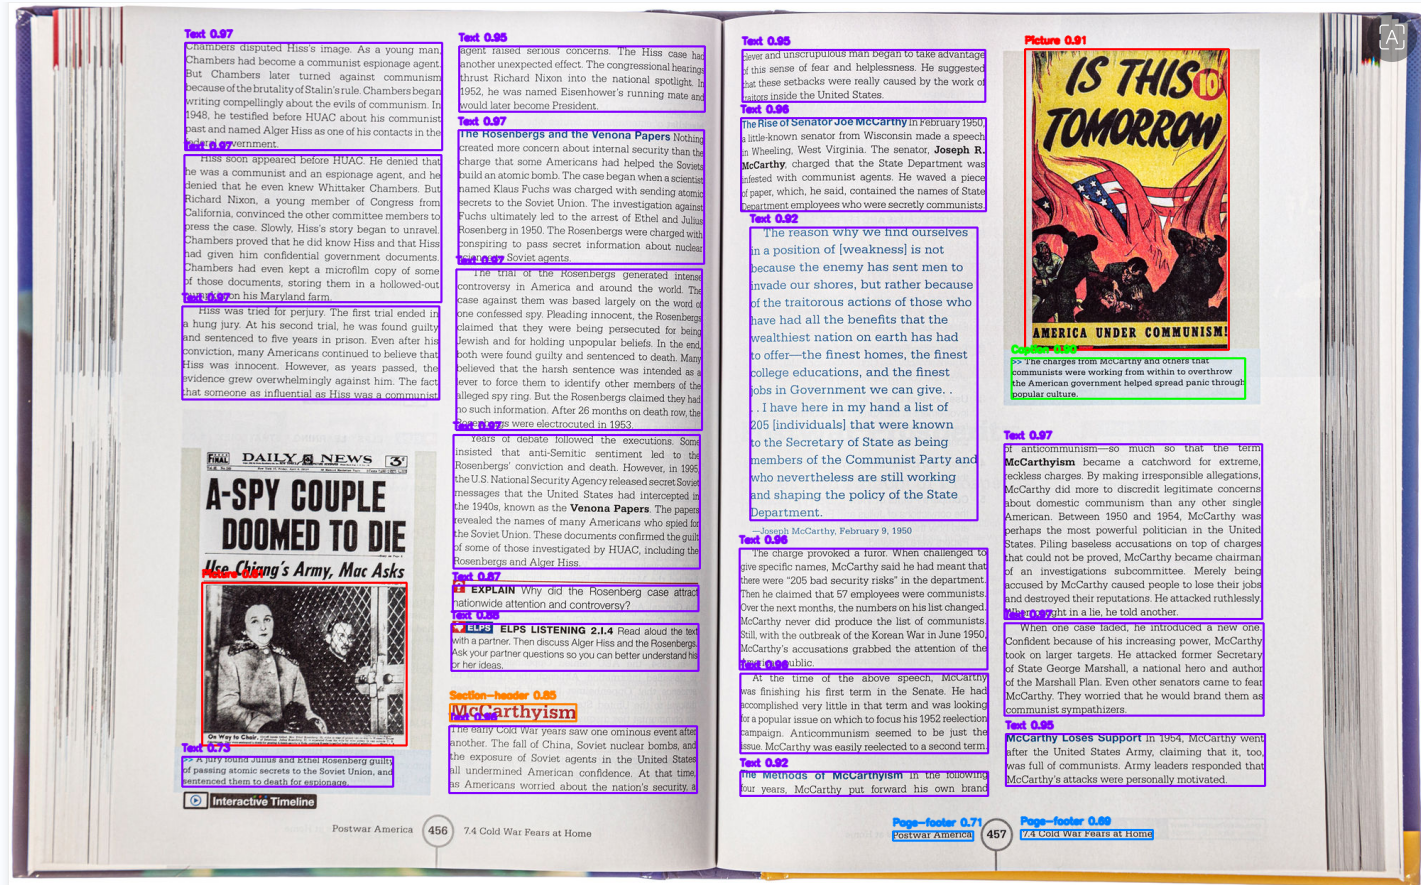 Text 0.97
Chambers disputed Hiss's image. As a young man,
Chambers had become a communist espionage agent.
But Chambers later turned against communism
because of the brutality of Stalin's rule. Chambers began
writing compellingly about the evils of communism. In
1948, he testified before HUAC about his communist
past and named Alger Hiss as one of his contacts in the
federal government.
Text 0.97
Hiss soon appeared before HUAC. He denied that
he was a communist and an espionage agent, and he
denied that he even knew Whittaker Chambers. But
Richard Nixon, a young member of Congress from
California, convinced the other committee members to
press the case. Slowly, Hiss's story began to unravel.
Chambers proved that he did know Hiss and that Hiss
had given him confidential government documents.
Chambers had even kept a microfilm copy of some
of those documents, storing them in a hollowed-out
on his Maryland farm.
Text 0.97
Hiss was tried for perjury. The first trial ended in
a hung jury. At his second trial, he was found guilty
and sentenced to five years in prison. Even after his
conviction, many Americans continued to believe that
Hiss was innocent. However, as years passed, the
evidence grew overwhelmingly against him. The fact
that someone as influential as Hiss was a communist
FINAL DAILY NEWS 3¢
A-SPY COUPLE
DOOMED TO DIE
Use Chiang's Army, Mac Asks
On Way to Chair.
Text 0.73
>> A jury found Julius and Ethel Rosenberg guilty
of passing atomic secrets to the Soviet Union, and
sentenced them to death for espionage.
Interactive Timeline
Text 0.95
agent raised serious concerns. The Hiss case had
another unexpected effect. The congressional hearings
thrust Richard Nixon into the national spotlight. In
1952, he was named Eisenhower's running mate and
would later become President.
Text 0.97
The Rosenbergs and the Venona Papers Nothing
created more concern about internal security than the
charge that some Americans had helped the Soviets
build an atomic bomb. The case began when a scientist
named Klaus Fuchs was charged with sending atomic
secrets to the Soviet Union. The investigation against
Fuchs ultimately led to the arrest of Ethel and Julius
Rosenberg in 1950. The Rosenbergs were charged with
conspiring to pass secret information about nuclear
Soviet agents.
Text 0.97
The trial of the Rosenbergs generated intense
controversy in America and around the world. The
case against them was based largely on the word of
one confessed spy. Pleading innocent, the Rosenbergs
claimed that they were being persecuted for being
Jewish and for holding unpopular beliefs. In the end,
both were found guilty and sentenced to death. Many
believed that the harsh sentence was intended as a
lever to force them to identify other members of the
alleged spy ring. But the Rosenbergs claimed they had
no such information. After 26 months on death row, the
Rosenbergs were electrocuted in 1953.
Text 0.97
Years of debate followed the executions. Some
insisted that anti-Semitic sentiment led to the
Rosenbergs' conviction and death. However, in 1995,
the U.S. National Security Agency released secret Soviet
messages that the United States had intercepted in
the 1940s, known as the Venona Papers. The papers
revealed the names of many Americans who spied for
the Soviet Union. These documents confirmed the guilt
of some of those investigated by HUAC, including the
Rosenbergs and Alger Hiss.
Text 0.87
EXPLAIN Why did the Rosenberg case attract
nationwide attention and controversy?
ELPS ELPS LISTENING 2.I.4 Read aloud the text
with a partner. Then discuss Alger Hiss and the Rosenbergs.
Ask your partner questions so you can better understand his
or her ideas.
Section-header 0.85
McCarthyism
The early Cold War years saw one ominous event after
another. The fall of China, Soviet nuclear bombs, and
the exposure of Soviet agents in the United States
all undermined American confidence. At that time,
as Americans worried about the nation's security, a
Postwar America 456 7.4 Cold War Fears at Home
Text 0.95
clever and unscrupulous man began to take advantage
of this sense of fear and helplessness. He suggested
that these setbacks were really caused by the work of
traitors inside the United States.
Text 0.96
The Rise of Senator Joe McCarthy In February 1950,
a little-known senator from Wisconsin made a speech
in Wheeling, West Virginia. The senator, Joseph R.
McCarthy, charged that the State Department was
infested with communist agents. He waved a piece
of paper, which, he said, contained the names of State
Department employees who were secretly communists.
Text 0.92
The reason why we find ourselves
in a position of [weakness] is not
because the enemy has sent men to
invade our shores, but rather because
of the traitorous actions of those who
have had all the benefits that the
wealthiest nation on earth has had
to offer—the finest homes, the finest
college educations, and the finest
jobs in Government we can give. .
. . I have here in my hand a list of
205 [individuals] that were known
to the Secretary of State as being
members of the Communist Party and
who nevertheless are still working
and shaping the policy of the State
Department.
—Joseph McCarthy, February 9, 1950
Text 0.96
The charge provoked a furor. When challenged to
give specific names, McCarthy said he had meant that
there were "205 bad security risks" in the department.
Then he claimed that 57 employees were communists.
Over the next months, the numbers on his list changed.
McCarthy never did produce the list of communists.
Still, with the outbreak of the Korean War in June 1950,
McCarthy's accusations grabbed the attention of the
American public.
Text 0.96
At the time of the above speech, McCarthy
was finishing his first term in the Senate. He had
accomplished very little in that term and was looking
for a popular issue on which to focus his 1952 reelection
campaign. Anticommunism seemed to be just the
issue. McCarthy was easily reelected to a second term.
Text 0.92
The Methods of McCarthyism In the following
four years, McCarthy put forward his own brand
Picture 0.91
IS THIS 10
TOMORROW
AMERICA UNDER COMMUNISM!
Caption
>> The charges from McCarthy and others that
communists were working from within to overthrow
the American government helped spread panic through
popular culture.
Text 0.97
of anticommunism—so much so that the term
McCarthyism became a catchword for extreme,
reckless charges. By making irresponsible allegations,
McCarthy did more to discredit legitimate concerns
about domestic communism than any other single
American. Between 1950 and 1954, McCarthy was
perhaps the most powerful politician in the United
States. Piling baseless accusations on top of charges
that could not be proved, McCarthy became chairman
of an investigations subcommittee. Merely being
accused by McCarthy caused people to lose their jobs
and destroyed their reputations. He attacked ruthlessly.
When caught in a lie, he told another.
Text 0.97
When one case faded, he introduced a new one.
Confident because of his increasing power, McCarthy
took on larger targets. He attacked former Secretary
of State George Marshall, a national hero and author
of the Marshall Plan. Even other senators came to fear
McCarthy. They worried that he would brand them as
communist sympathizers.
Text 0.95
McCarthy Loses Support In 1954, McCarthy went
after the United States Army, claiming that it, too,
was full of communists. Army leaders responded that
McCarthy's attacks were personally motivated.
Page-footer 0.71 Page-footer 0.69
Postwar America 457 7.4 Cold War Fears at Home